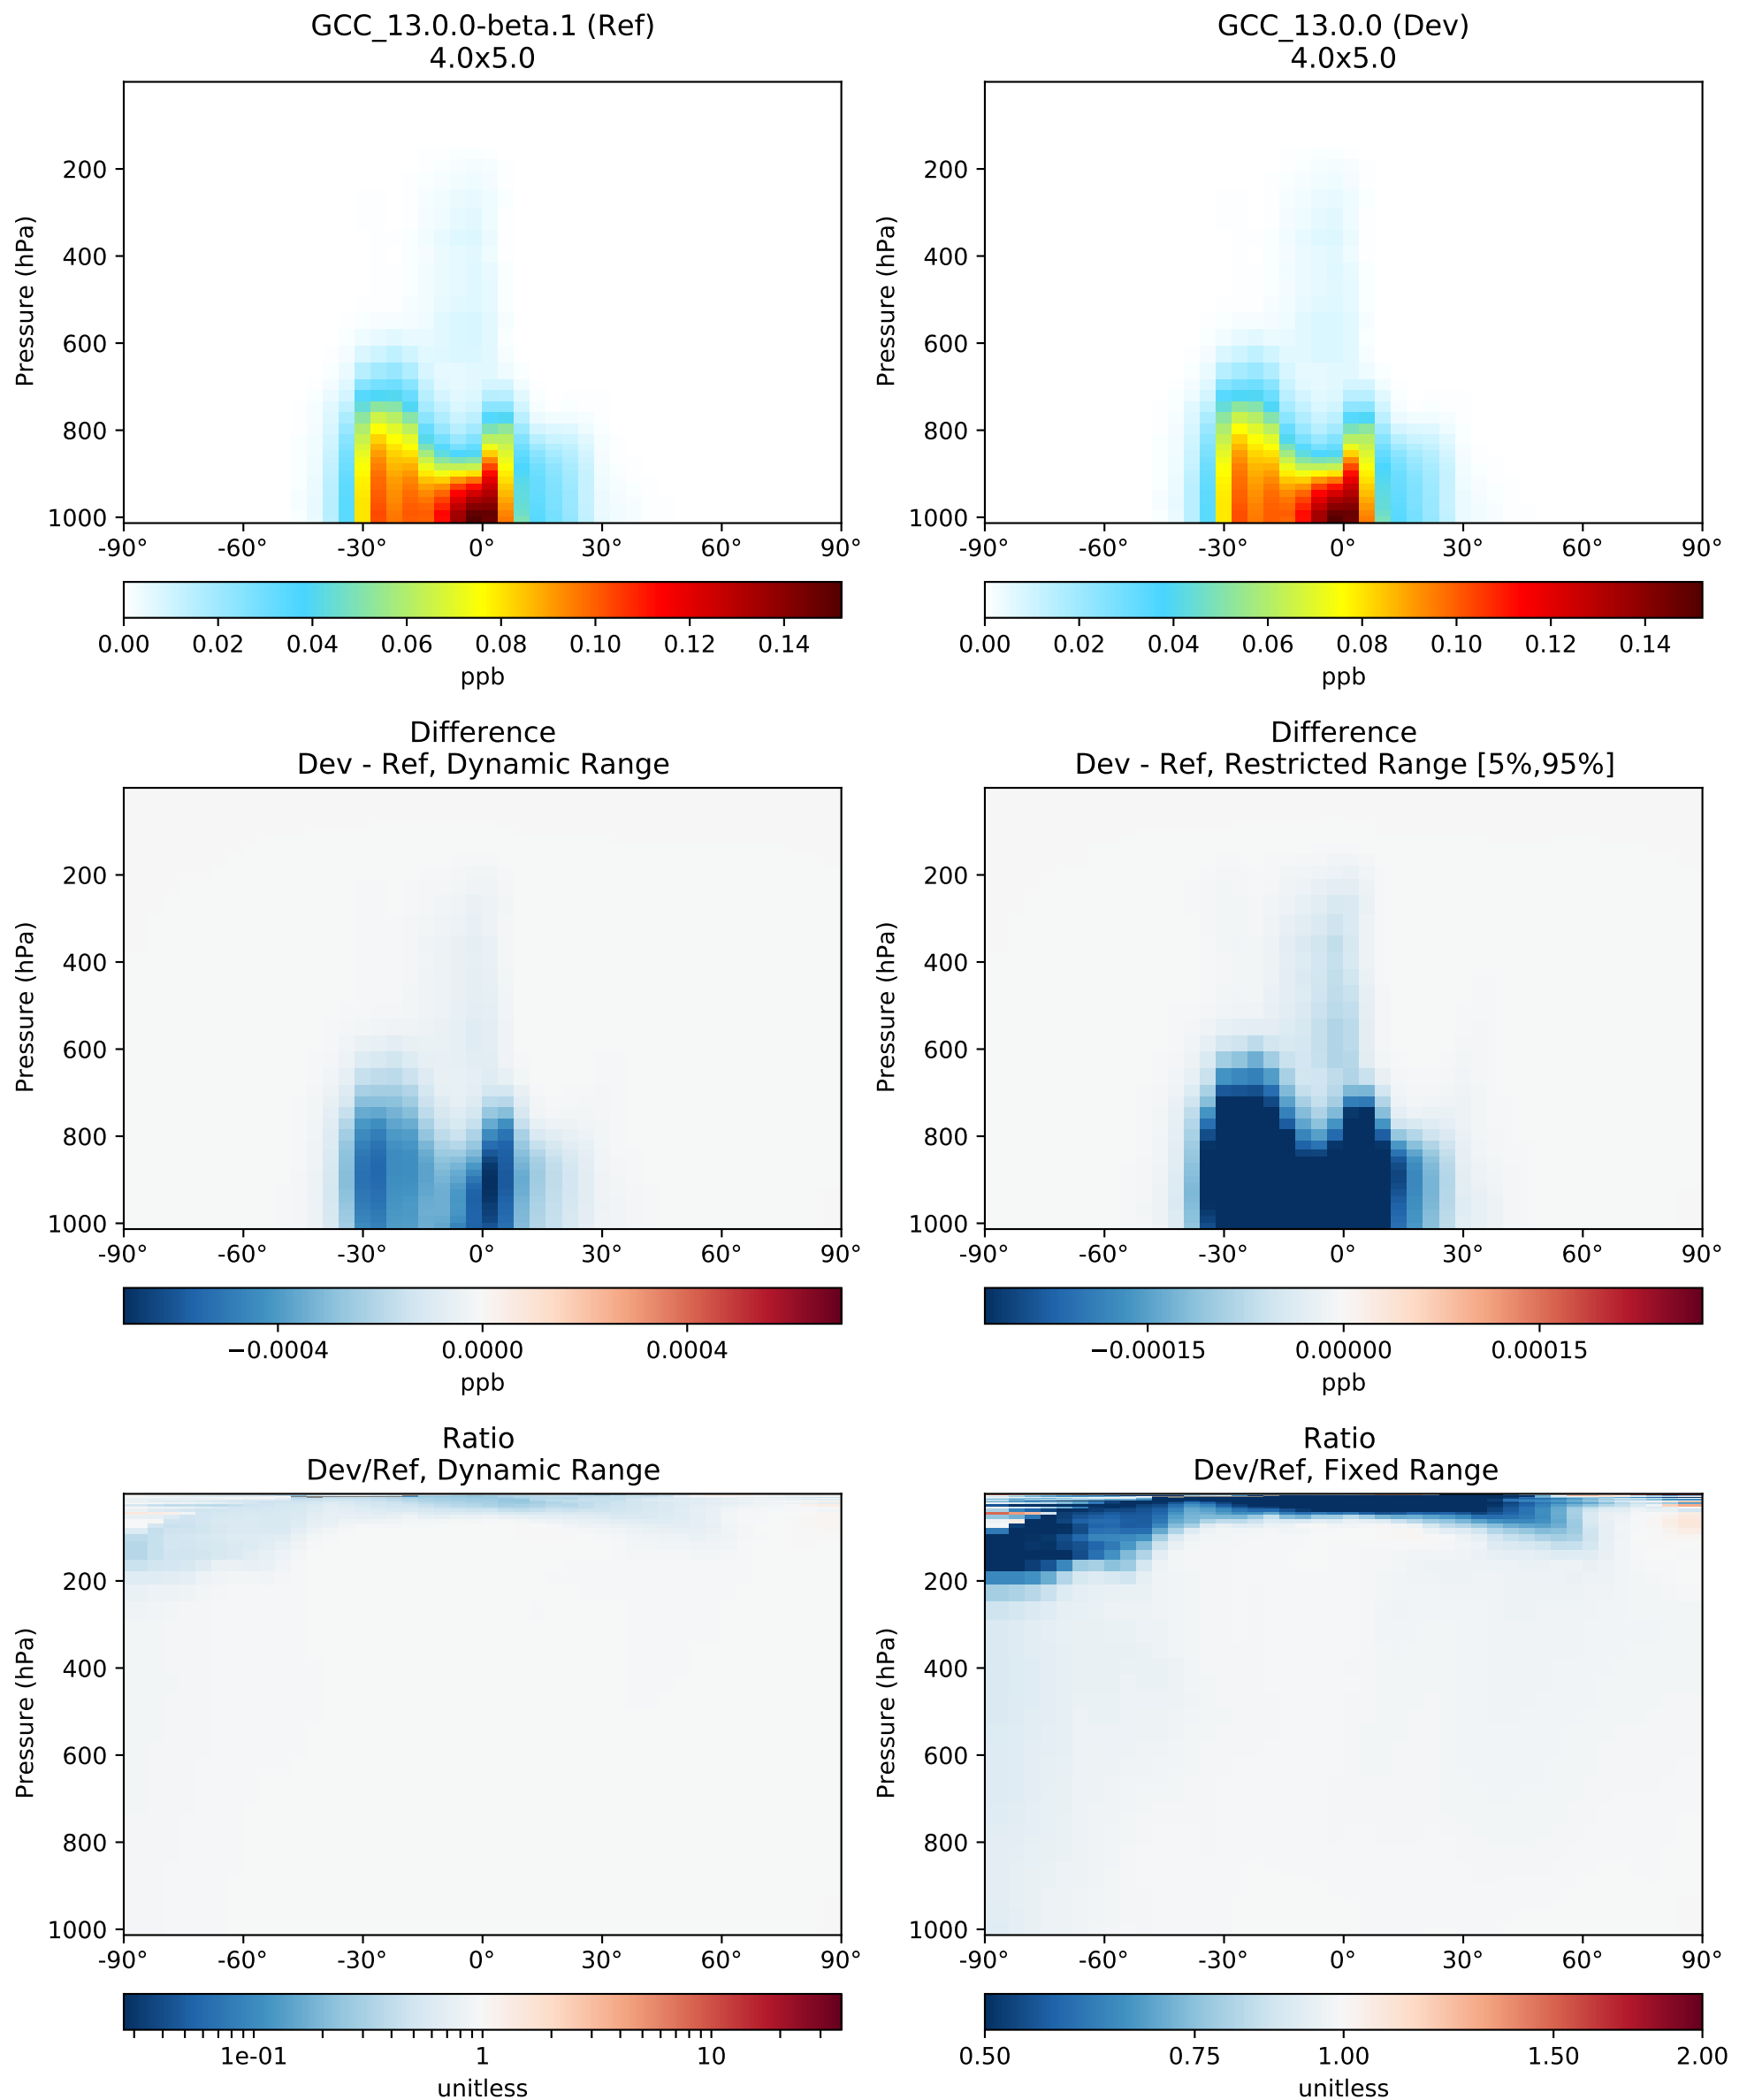 GCC_13.0.0-beta.1 (Ref)
4.0x5.0
GCC_13.0.0 (Dev)
4.0x5.0
Pressure (hPa)
200
400
600
800
1000
-90° -60° -30° 0° 30° 60° 90°
0.00 0.02 0.04 0.06 0.08 0.10 0.12 0.14
ppb
Pressure (hPa)
200
400
600
800
1000
-90° -60° -30° 0° 30° 60° 90°
0.00 0.02 0.04 0.06 0.08 0.10 0.12 0.14
ppb
Difference
Dev - Ref, Dynamic Range
Pressure (hPa)
200
400
600
800
1000
-90° -60° -30° 0° 30° 60° 90°
−0.0004 0.0000 0.0004
ppb
Difference
Dev - Ref, Restricted Range [5%,95%]
Pressure (hPa)
200
400
600
800
1000
-90° -60° -30° 0° 30° 60° 90°
−0.00015 0.00000 0.00015
ppb
Ratio
Dev/Ref, Dynamic Range
Pressure (hPa)
200
400
600
800
1000
-90° -60° -30° 0° 30° 60° 90°
1e-01 1 10
unitless
Ratio
Dev/Ref, Fixed Range
Pressure (hPa)
200
400
600
800
1000
-90° -60° -30° 0° 30° 60° 90°
0.50 0.75 1.00 1.50 2.00
unitless